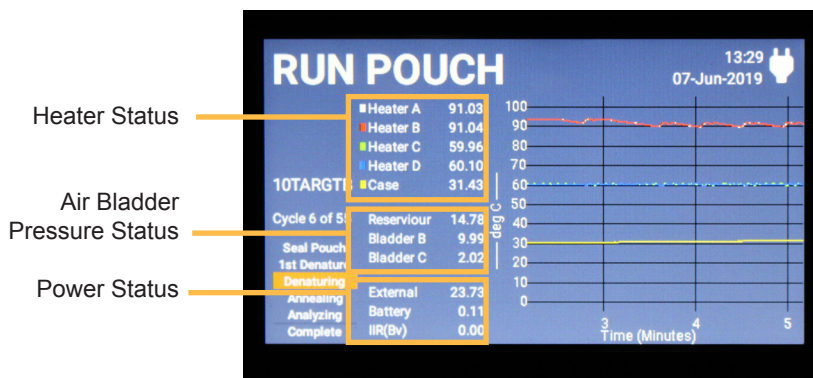 RUN POUCH
13:29
07-Jun-2019
Heater Status
Heater A 91.03
Heater B 91.04
Heater C 59.96
Heater D 60.10
10TARGTE Case 31.43
Air Bladder
Pressure Status
Cycle 6 of 55
Reserviour 14.78
Bladder B 9.99
Bladder C 2.02
Seal Pouch
1st Denature
Denaturing
Annealing
Analyzing
Complete
Power Status
External 23.73
Battery 0.11
IIR(Bv) 0.00
100
90
80
70
60
50
40
30
20
10
0
deg C
3 4 5
Time (Minutes)